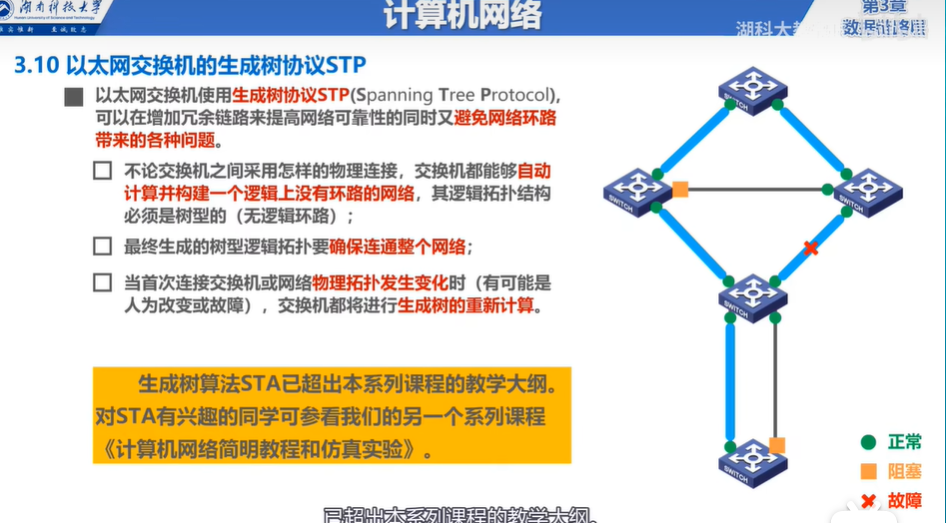 湖南科技大学
Hunan University of Science and Technology
计算机网络
第3章
3.10 以太网交换机的生成树协议STP
以太网交换机使用生成树协议STP(Spanning Tree Protocol),
可以在增加冗余链路来提高网络可靠性的同时又避免网络环路
带来的各种问题。
不论交换机之间采用怎样的物理连接，交换机都能够自动
计算并构建一个逻辑上没有环路的网络，其逻辑拓扑结构
必须是树型的（无逻辑环路）；
最终生成的树型逻辑拓扑要确保连通整个网络；
当首次连接交换机或网络物理拓扑发生变化时（有可能是
人为改变或故障），交换机都将进行生成树的重新计算。
生成树算法STA已超出本系列课程的教学大纲。
对STA有兴趣的同学可参看我们的另一个系列课程
《计算机网络简明教程和仿真实验》。
SWITCH
SWITCH
SWITCH
SWITCH
SWITCH
正常
阻塞
故障
已超出本系列课程的教学大纲。